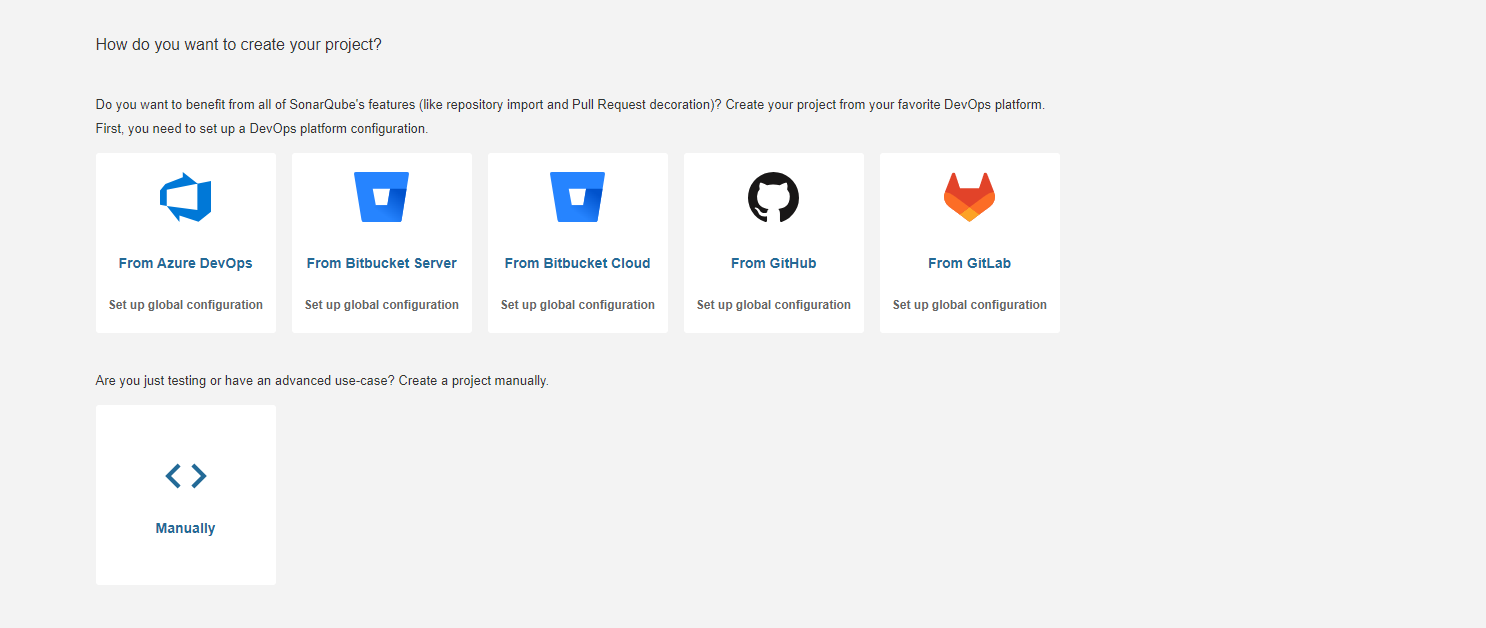 How do you want to create your project?
Do you want to benefit from all of SonarQube's features (like repository import and Pull Request decoration)? Create your project from your favorite DevOps platform.
First, you need to set up a DevOps platform configuration.
From Azure DevOps
Set up global configuration
From Bitbucket Server
Set up global configuration
From Bitbucket Cloud
Set up global configuration
From GitHub
Set up global configuration
From GitLab
Set up global configuration
Are you just testing or have an advanced use-case? Create a project manually.
Manually